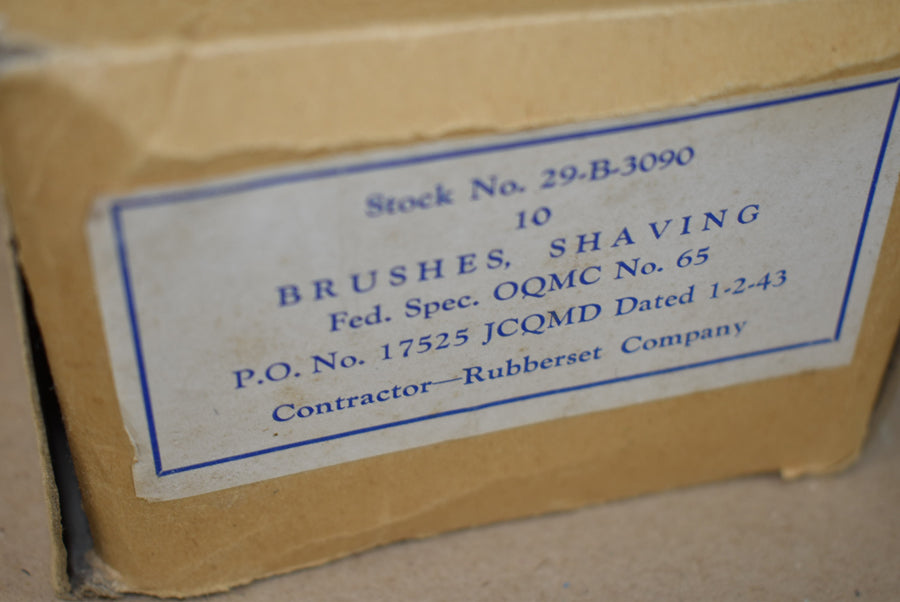 Stock No. 29-B-3090
10
BRUSHES, SHAVING
Fed. Spec. OQMC No. 65
P.O. No. 17525 JCQMD Dated 1-2-43
Contractor—Rubberset Company